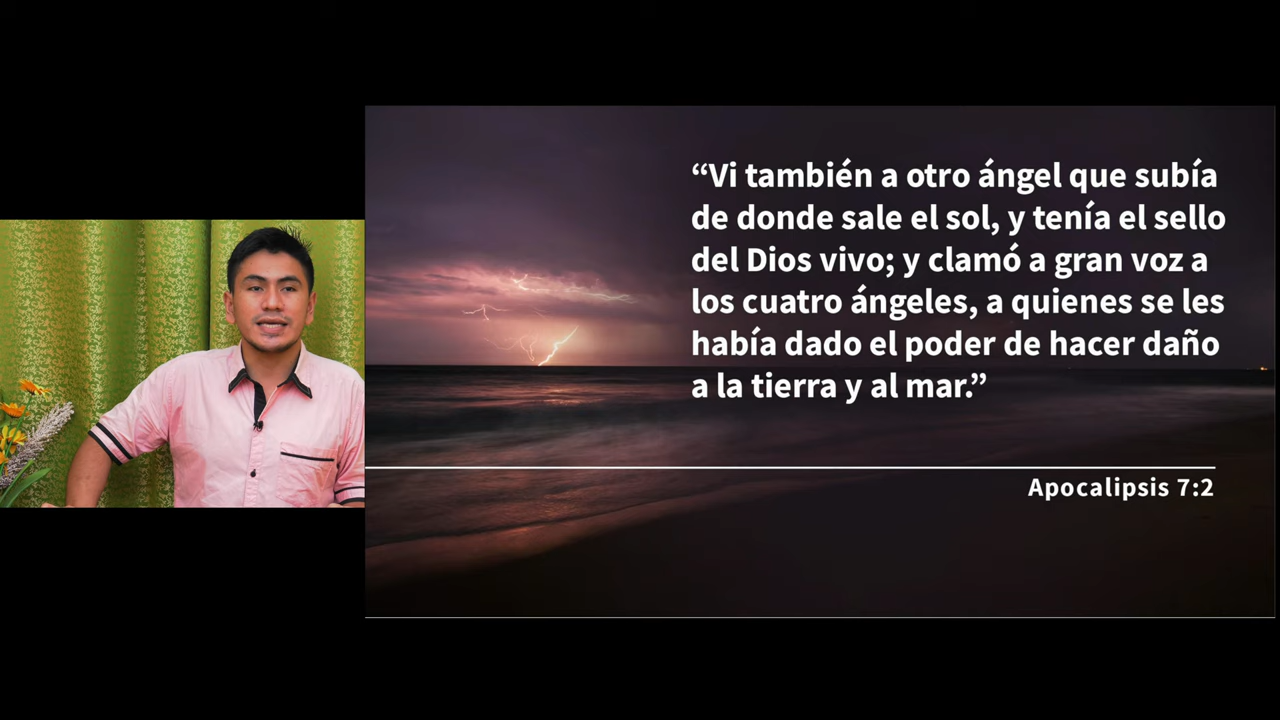 “Vi también a otro ángel que subía
de donde sale el sol, y tenía el sello
del Dios vivo; y clamó a gran voz a
los cuatro ángeles, a quienes se les
había dado el poder de hacer daño
a la tierra y al mar.”
Apocalipsis 7:2